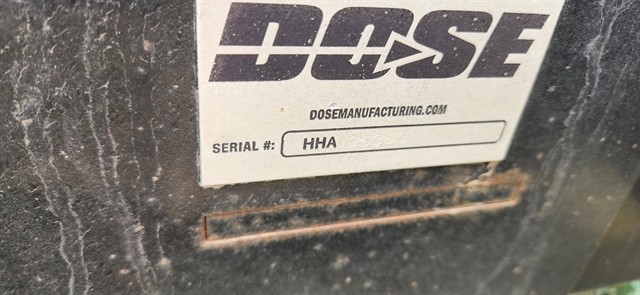 DOSE
DOSEMANUFACTURING.COM
SERIAL #: HHA